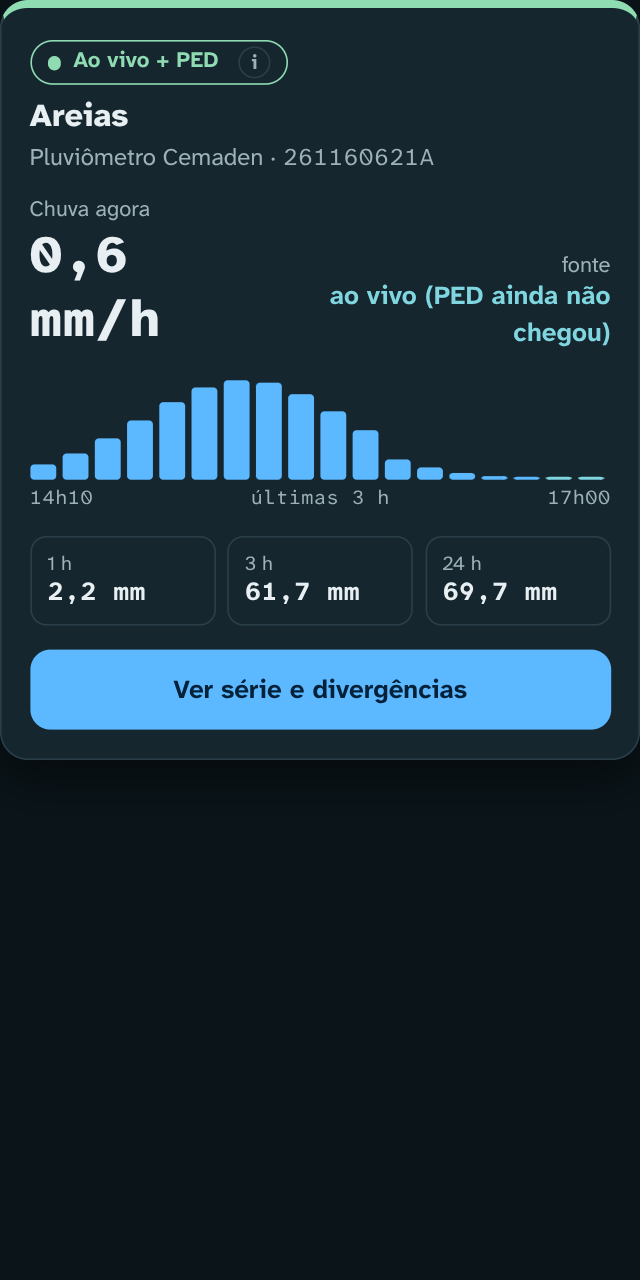 Ao vivo + PED i
Areias
Pluviômetro Cemaden · 261160621A
Chuva agora
0,6
mm/h
fonte
ao vivo (PED ainda não
chegou)
14h10 últimas 3 h 17h00
1 h 3 h 24 h
2,2 mm 61,7 mm 69,7 mm
Ver série e divergências